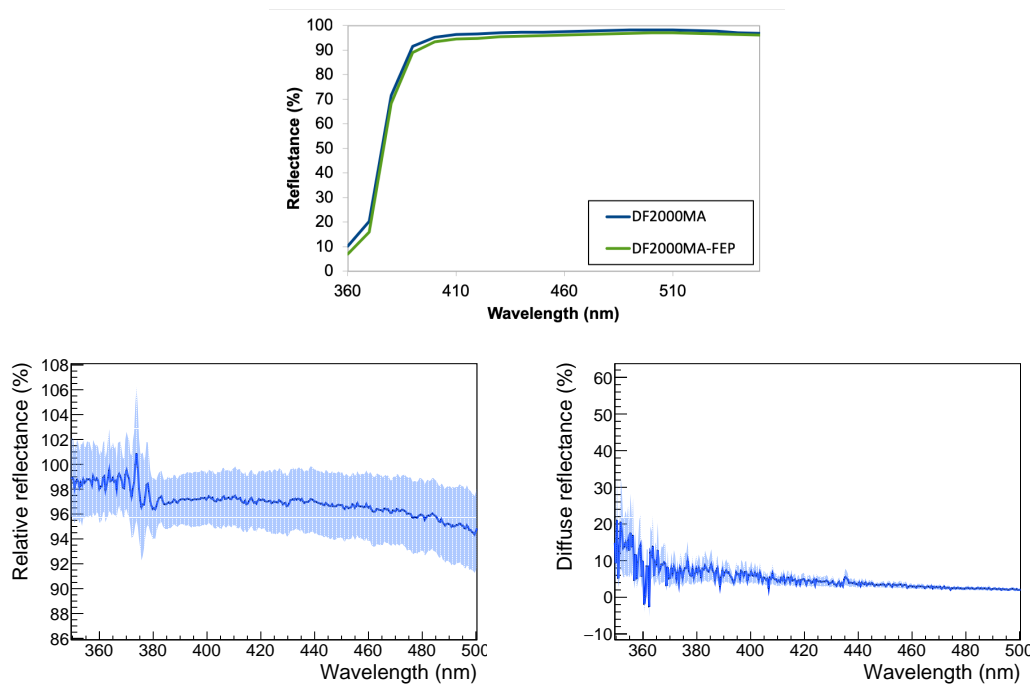 100
90
80
70
60
50
40
30
20
10
0
Reflectance (%)
DF2000MA
DF2000MA-FEP
360 410 460 510
Wavelength (nm)
108
106
104
102
100
98
96
94
92
90
88
86
Relative reflectance (%)
360 380 400 420 440 460 480 500
Wavelength (nm)
60
50
40
30
20
10
0
−10
Diffuse reflectance (%)
360 380 400 420 440 460 480 500
Wavelength (nm)